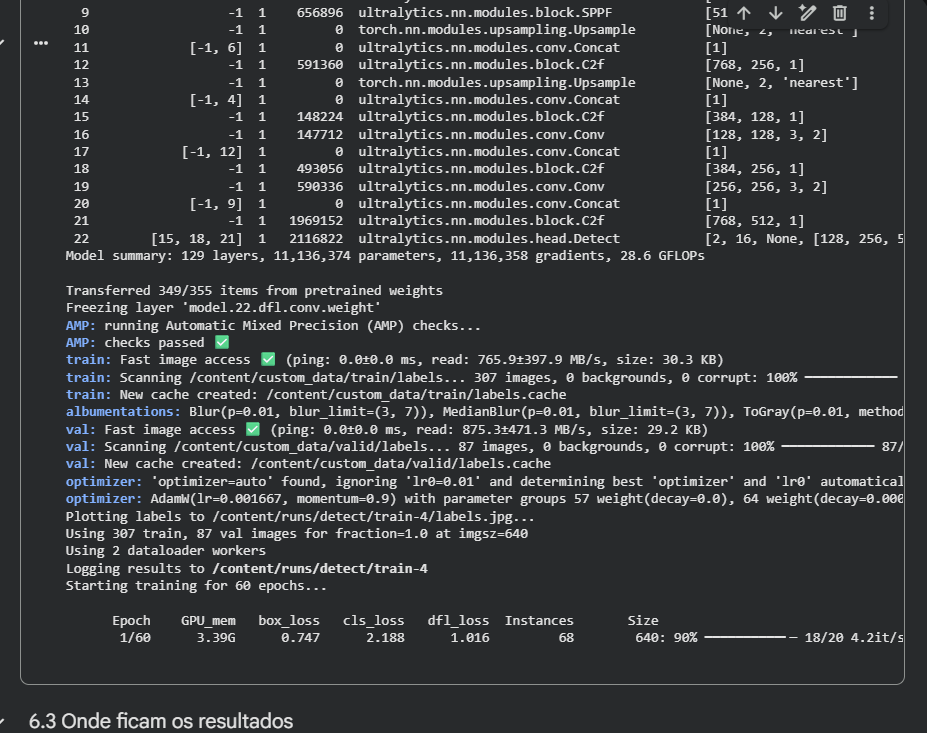 9 -1 1 656896 ultralytics.nn.modules.block.SPPF [51
10 -1 1 0 torch.nn.modules.upsampling.Upsample [None, 2, 'nearest']
11 [-1, 6] 1 0 ultralytics.nn.modules.conv.Concat [1]
12 -1 1 591360 ultralytics.nn.modules.block.C2f [768, 256, 1]
13 -1 1 0 torch.nn.modules.upsampling.Upsample [None, 2, 'nearest']
14 [-1, 4] 1 0 ultralytics.nn.modules.conv.Concat [1]
15 -1 1 148224 ultralytics.nn.modules.block.C2f [384, 128, 1]
16 -1 1 147712 ultralytics.nn.modules.conv.Conv [128, 128, 3, 2]
17 [-1, 12] 1 0 ultralytics.nn.modules.conv.Concat [1]
18 -1 1 493056 ultralytics.nn.modules.block.C2f [384, 256, 1]
19 -1 1 590336 ultralytics.nn.modules.conv.Conv [256, 256, 3, 2]
20 [-1, 9] 1 0 ultralytics.nn.modules.conv.Concat [1]
21 -1 1 1969152 ultralytics.nn.modules.block.C2f [768, 512, 1]
22 [15, 18, 21] 1 2116822 ultralytics.nn.modules.head.Detect [2, 16, None, [128, 256, 5
Model summary: 129 layers, 11,136,374 parameters, 11,136,358 gradients, 28.6 GFLOPs
Transferred 349/355 items from pretrained weights
Freezing layer 'model.22.dfl.conv.weight'
AMP: running Automatic Mixed Precision (AMP) checks...
AMP: checks passed ✅
train: Fast image access ✅ (ping: 0.0±0.0 ms, read: 765.9±397.9 MB/s, size: 30.3 KB)
train: Scanning /content/custom_data/train/labels... 307 images, 0 backgrounds, 0 corrupt: 100%
train: New cache created: /content/custom_data/train/labels.cache
albumentations: Blur(p=0.01, blur_limit=(3, 7)), MedianBlur(p=0.01, blur_limit=(3, 7)), ToGray(p=0.01, method
val: Fast image access ✅ (ping: 0.0±0.0 ms, read: 875.3±471.3 MB/s, size: 29.2 KB)
val: Scanning /content/custom_data/valid/labels... 87 images, 0 backgrounds, 0 corrupt: 100% 87/
val: New cache created: /content/custom_data/valid/labels.cache
optimizer: 'optimizer=auto' found, ignoring 'lr0=0.01' and determining best 'optimizer' and 'lr0' automatical
optimizer: AdamW(lr=0.001667, momentum=0.9) with parameter groups 57 weight(decay=0.0), 64 weight(decay=0.000
Plotting labels to /content/runs/detect/train-4/labels.jpg...
Using 307 train, 87 val images for fraction=1.0 at imgsz=640
Using 2 dataloader workers
Logging results to /content/runs/detect/train-4
Starting training for 60 epochs...
Epoch GPU_mem box_loss cls_loss dfl_loss Instances Size
1/60 3.39G 0.747 2.188 1.016 68 640: 90% 18/20 4.2it/s
6.3 Onde ficam os resultados